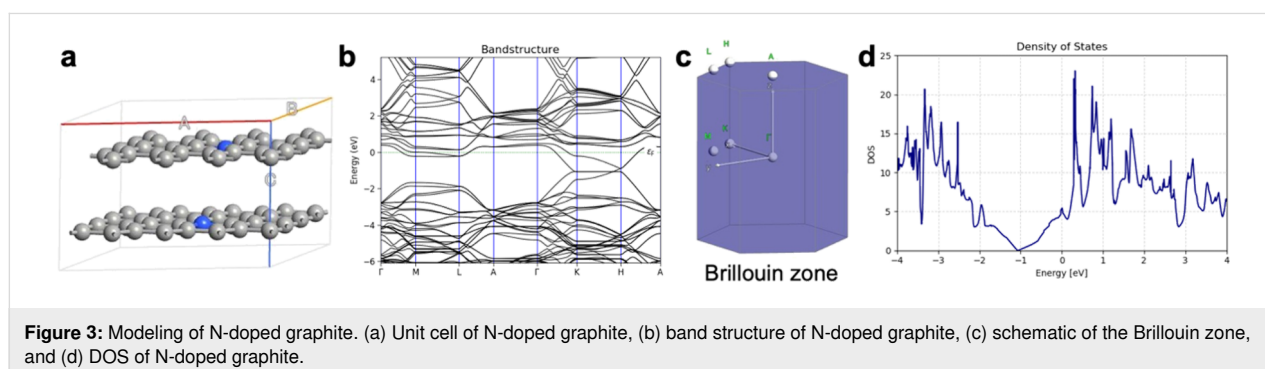 a
b
c
d
A
B
C
Bandstructure
Energy (eV)
4
2
0
−2
−4
−6
Γ M L A Γ K H A
εf
L
H
A
K
Γ
Brillouin zone
Density of States
DOS
25
20
15
10
5
0
−4 −3 −2 −1 0 1 2 3 4
Energy [eV]
Figure 3: Modeling of N-doped graphite. (a) Unit cell of N-doped graphite, (b) band structure of N-doped graphite, (c) schematic of the Brillouin zone,
and (d) DOS of N-doped graphite.